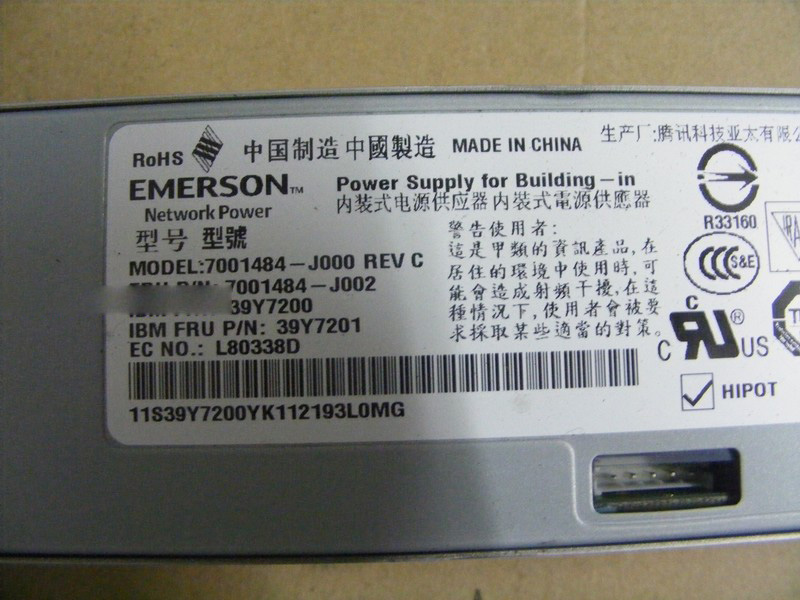 RoHS
中国制造 中國製造 MADE IN CHINA
生产厂:腾讯科技亚太有限公
EMERSON™
Network Power
Power Supply for Building-in
内装式电源供应器 内裝式電源供應器
型号 型號
MODEL:7001484-J000 REV C
P/N: 7001484-J002
39Y7200
IBM FRU P/N: 39Y7201
EC NO.: L80338D
11S39Y7200YK112193L0MG
警告使用者:
這是甲類的資訊產品,在
居住的環境中使用時,可
能會造成射頻干擾,在這
種情況下,使用者會被要
求採取某些適當的對策。
R33160
CCC S&E
C RU ® US
HIPOT